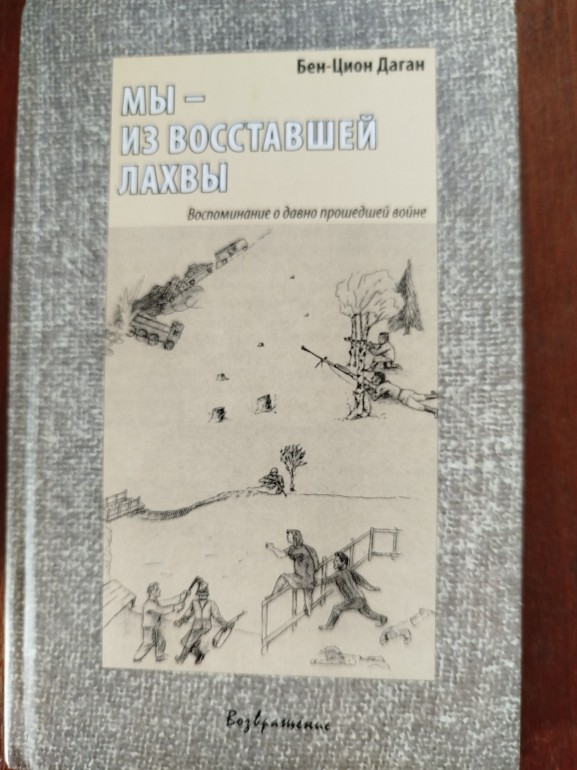 Бен-Цион Даган
МЫ –
ИЗ ВОССТАВШЕЙ
ЛАХВЫ
Воспоминание о давно прошедшей войне
Возвращение